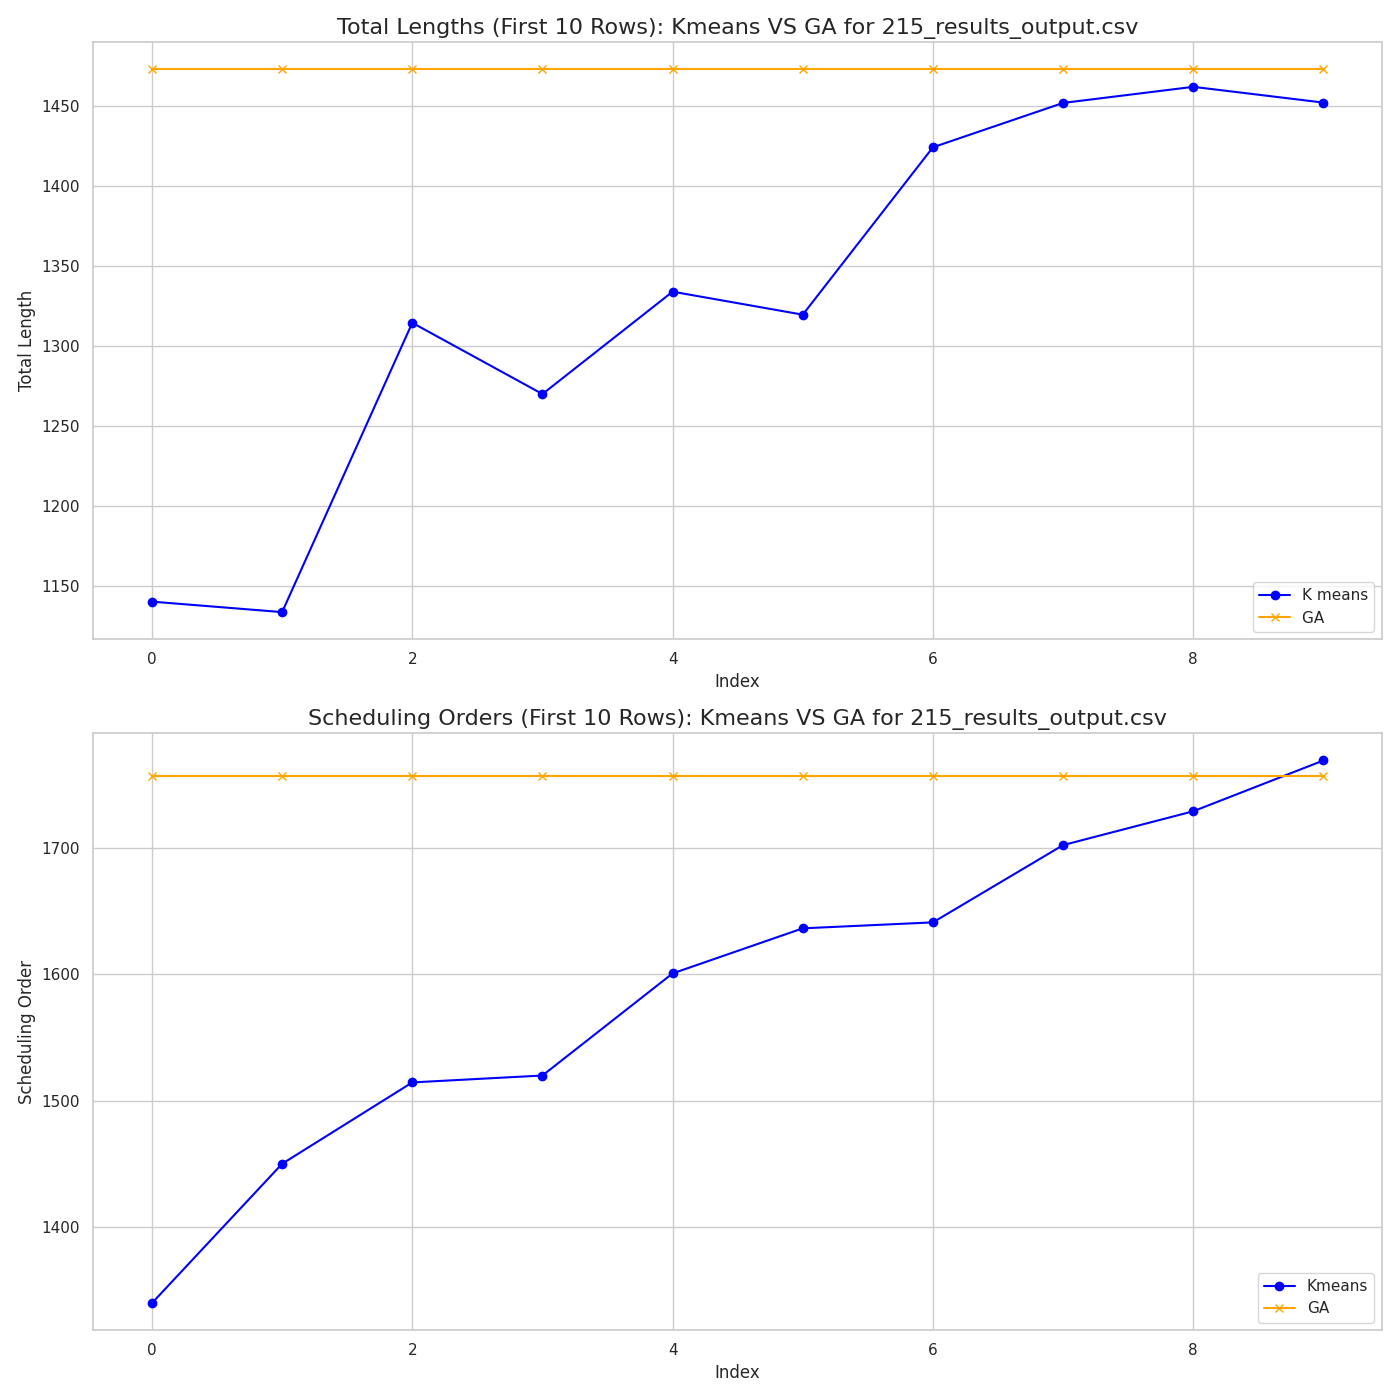 Total Lengths (First 10 Rows): Kmeans VS GA for 215_results_output.csv
Total Length
1450
1400
1350
1300
1250
1200
1150
K means
GA
0 2 4 6 8
Index
Scheduling Orders (First 10 Rows): Kmeans VS GA for 215_results_output.csv
Scheduling Order
1700
1600
1500
1400
Kmeans
GA
0 2 4 6 8
Index